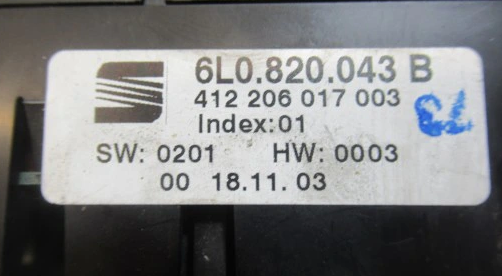 6L0.820.043 B
412 206 017 003
Index:01
SW: 0201 HW: 0003
00 18.11.03